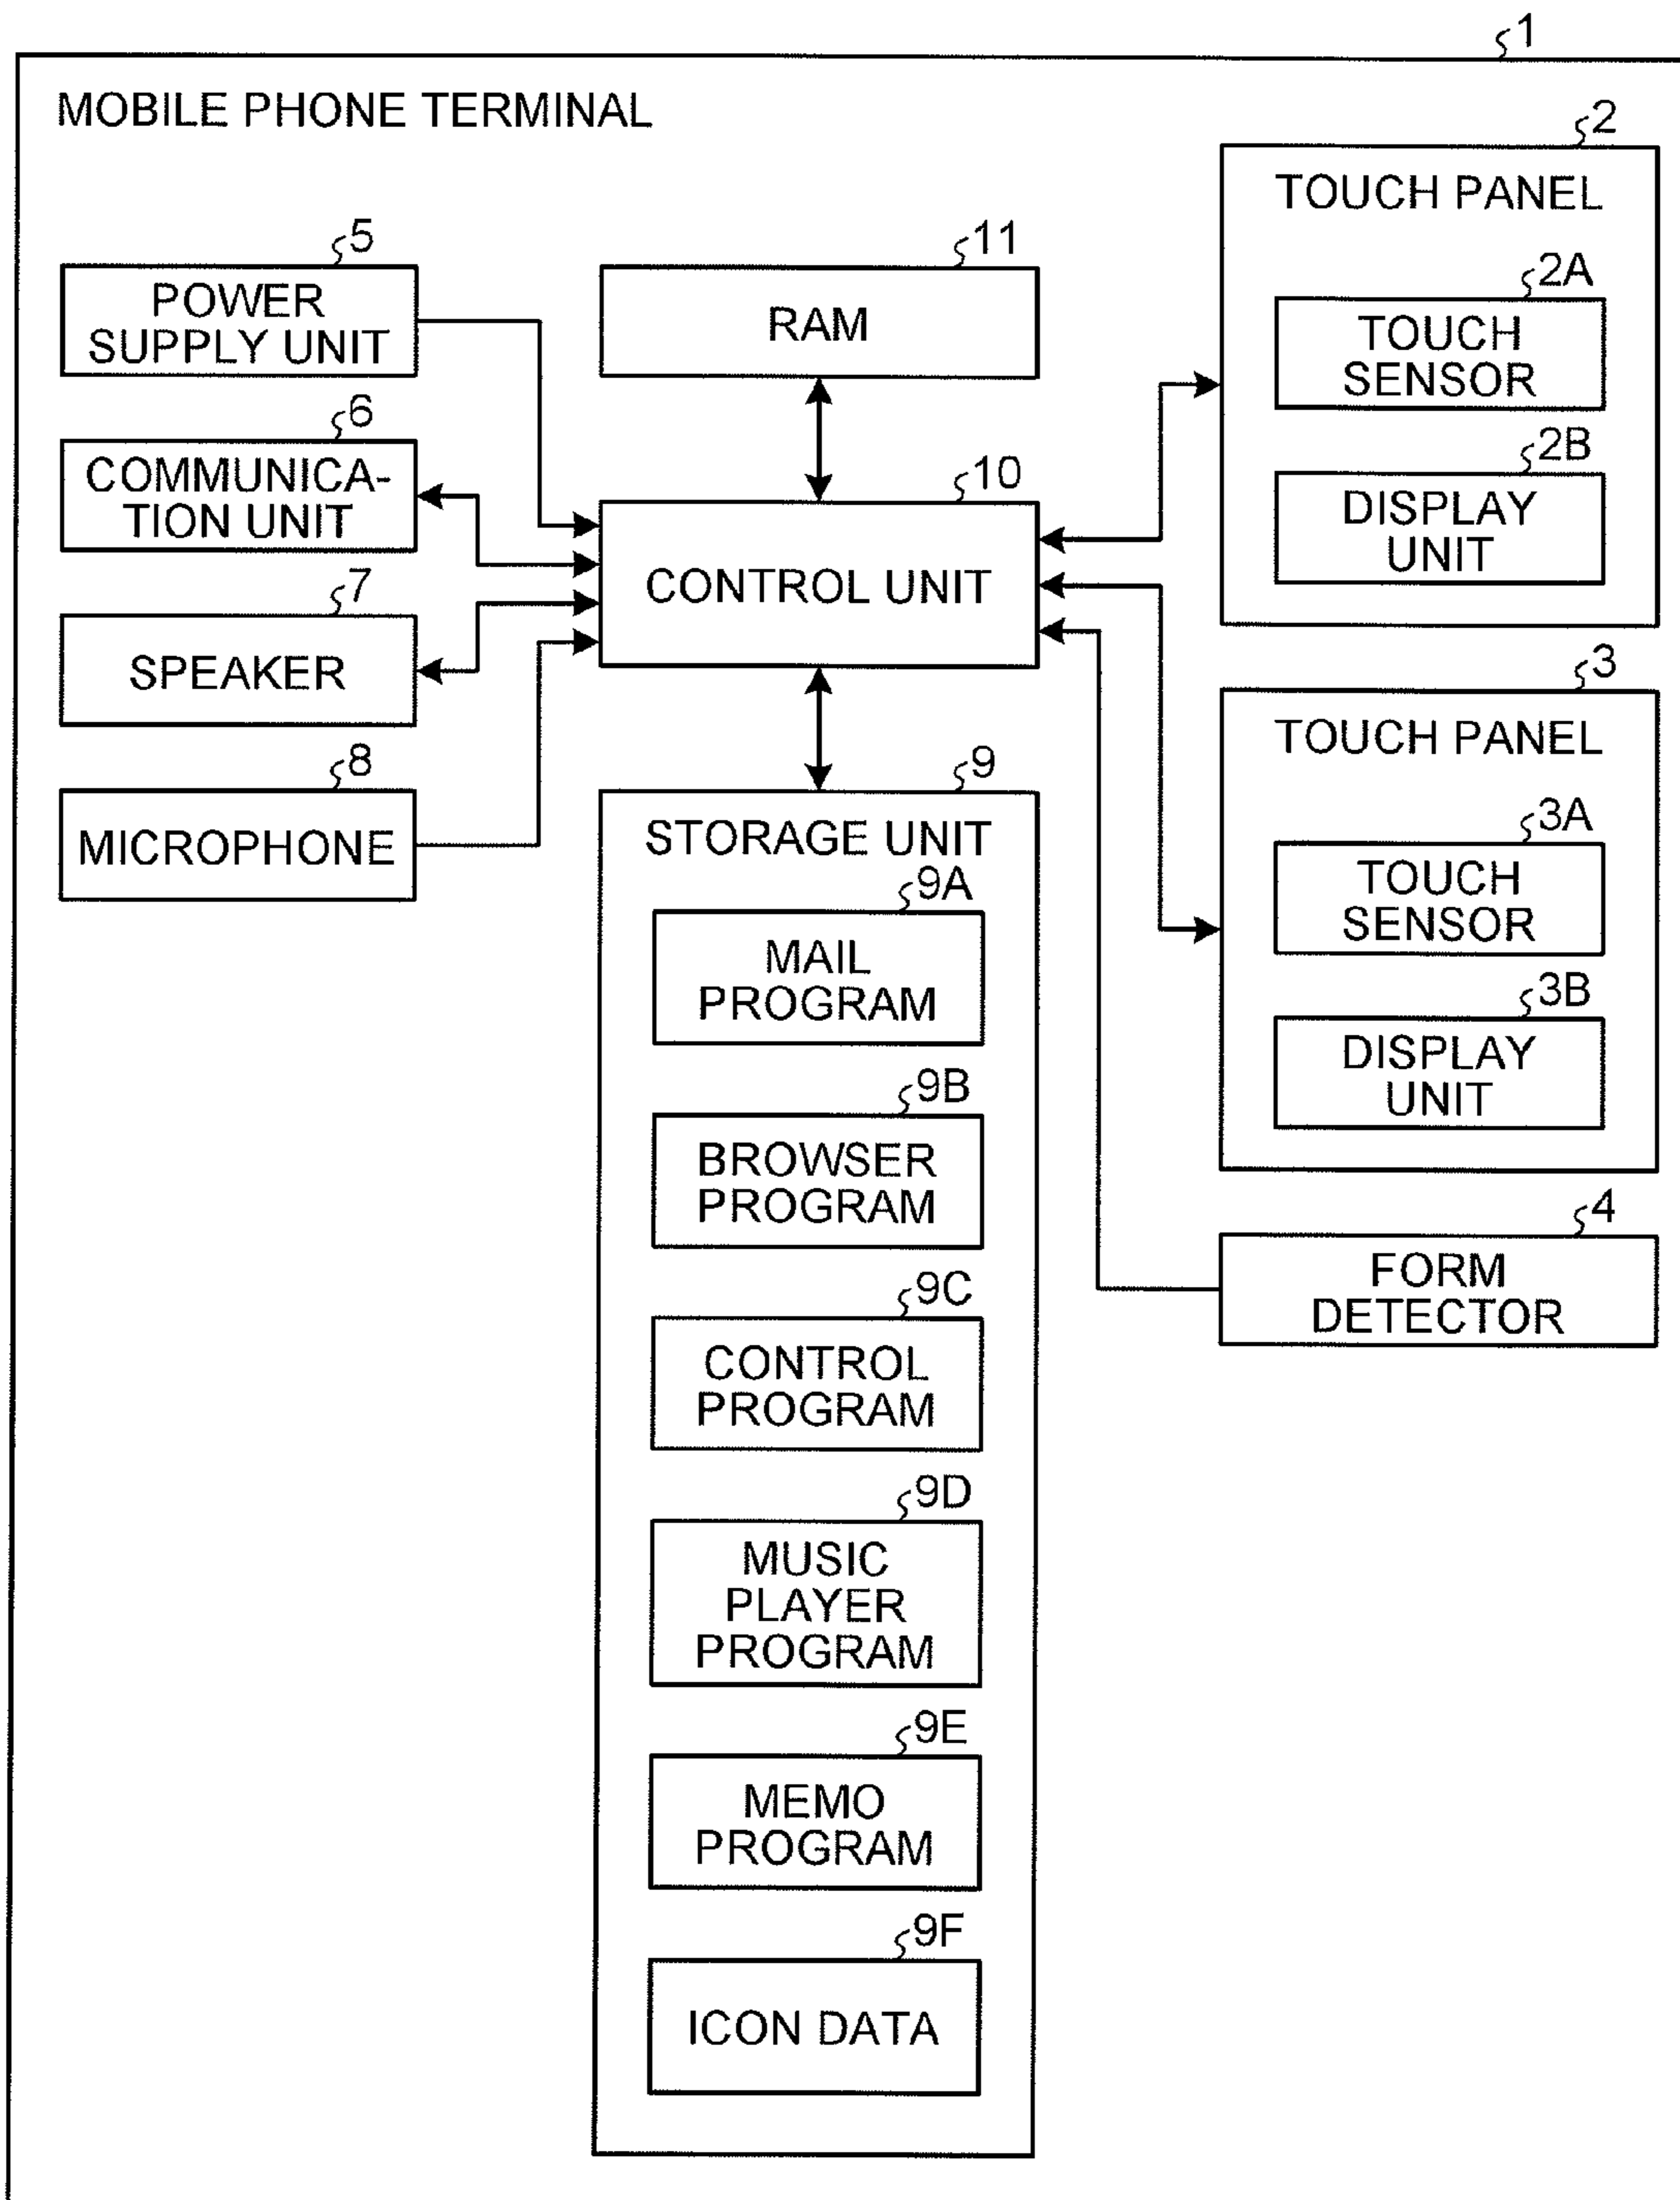 1
MOBILE PHONE TERMINAL
2
TOUCH PANEL
2A
TOUCH
SENSOR
2B
DISPLAY
UNIT
5
POWER
SUPPLY UNIT
11
RAM
6
COMMUNICA-
TION UNIT
10
CONTROL UNIT
7
SPEAKER
8
MICROPHONE
3
TOUCH PANEL
3A
TOUCH
SENSOR
3B
DISPLAY
UNIT
4
FORM
DETECTOR
9
STORAGE UNIT
9A
MAIL
PROGRAM
9B
BROWSER
PROGRAM
9C
CONTROL
PROGRAM
9D
MUSIC
PLAYER
PROGRAM
9E
MEMO
PROGRAM
9F
ICON DATA